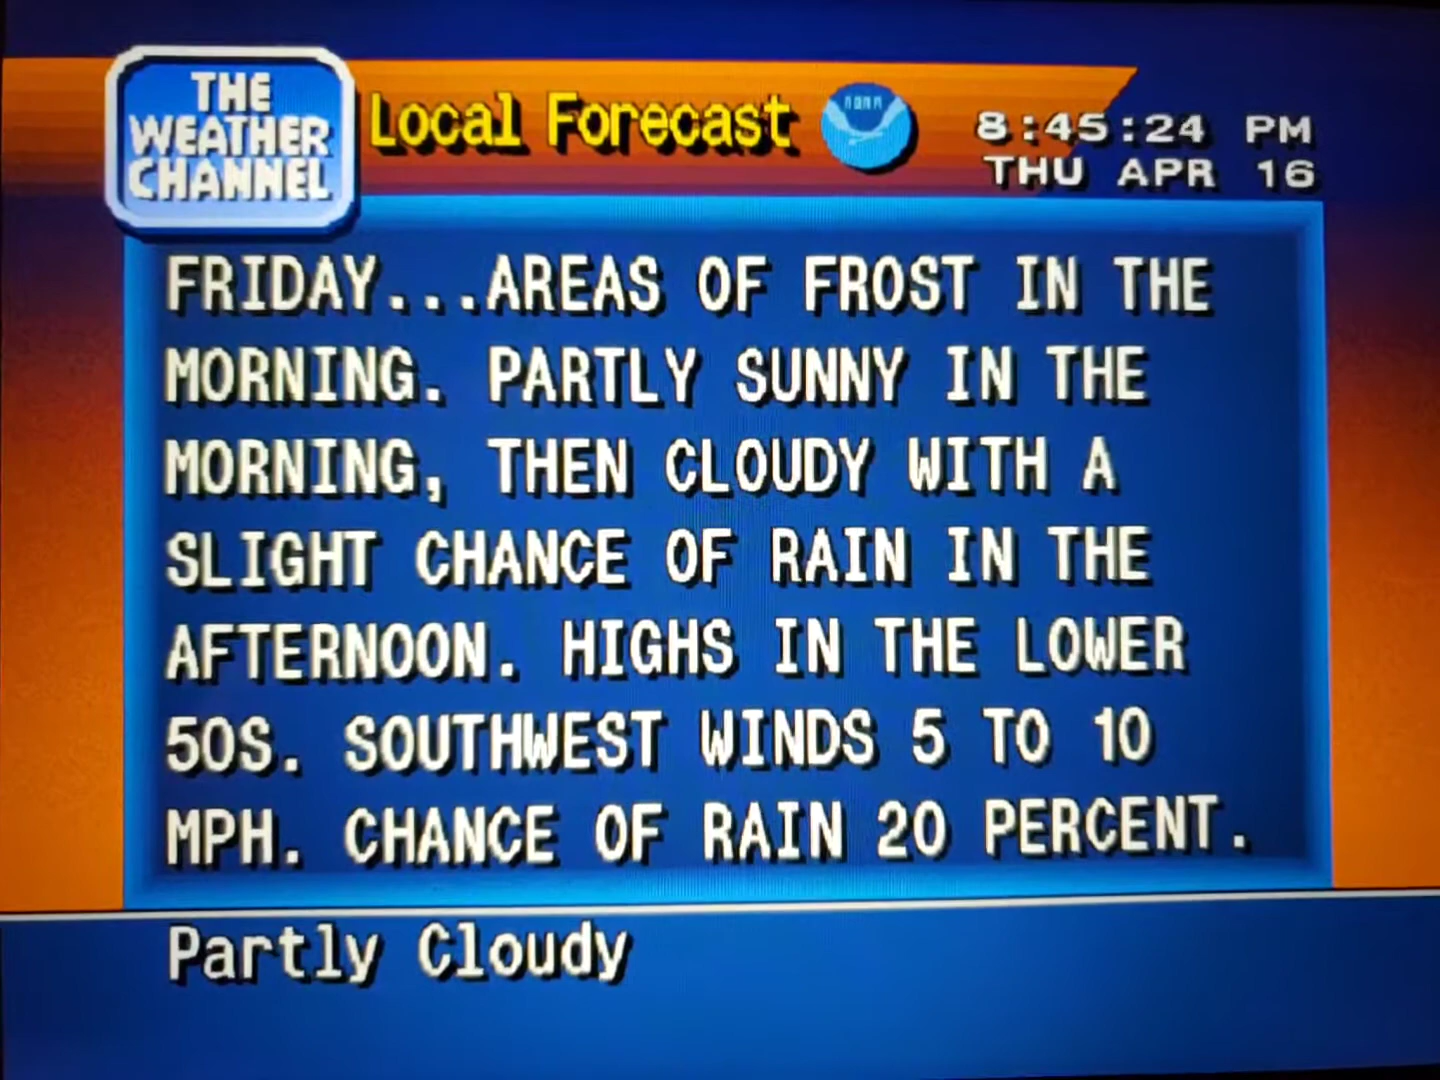 THE
WEATHER
CHANNEL
Local Forecast
noaa
8:45:24 PM
THU APR 16
FRIDAY...AREAS OF FROST IN THE
MORNING. PARTLY SUNNY IN THE
MORNING, THEN CLOUDY WITH A
SLIGHT CHANCE OF RAIN IN THE
AFTERNOON. HIGHS IN THE LOWER
50S. SOUTHWEST WINDS 5 TO 10
MPH. CHANCE OF RAIN 20 PERCENT.
Partly Cloudy